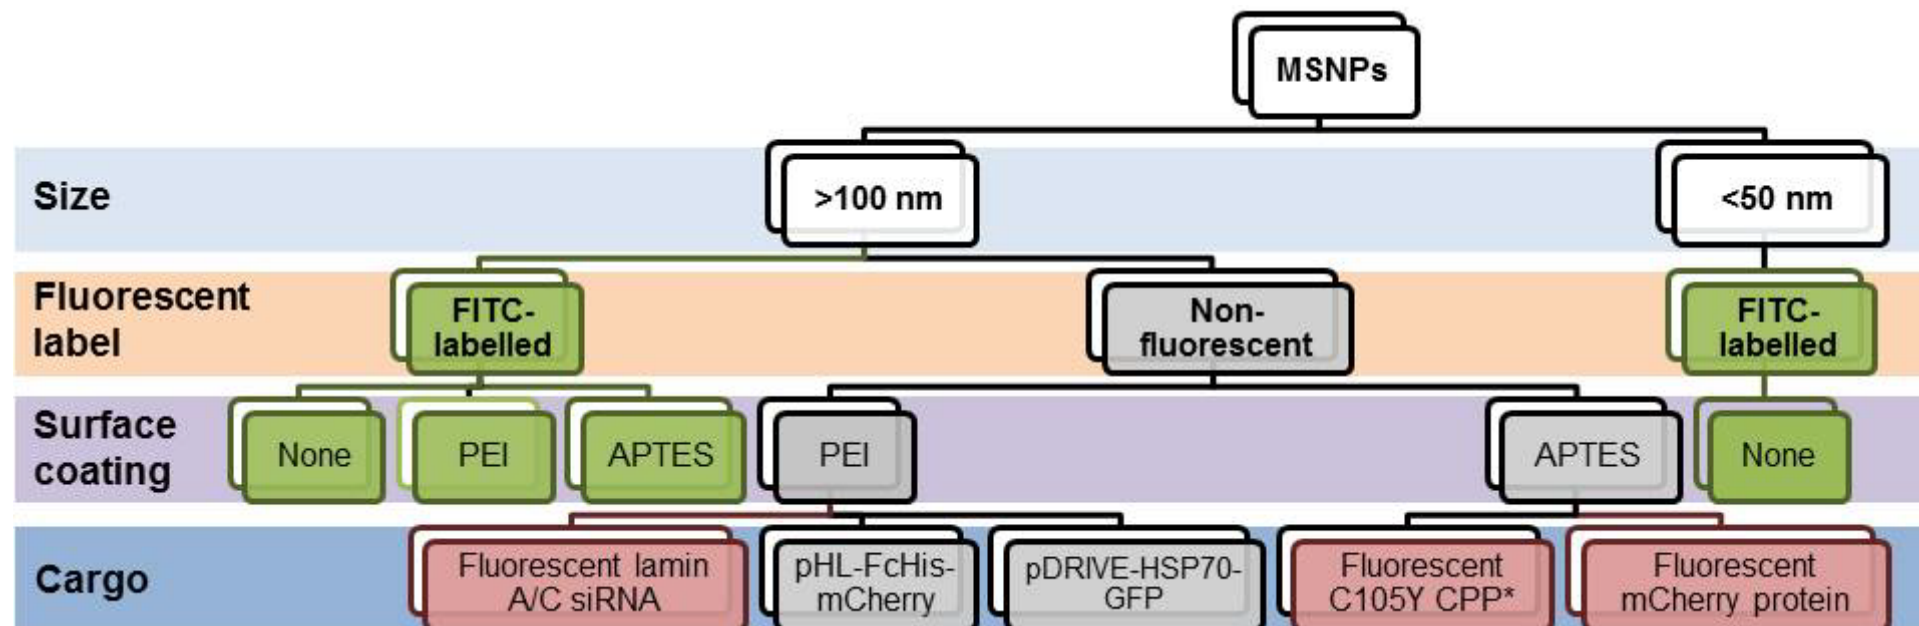 MSNPs
Size
>100 nm
<50 nm
Fluorescent
label
FITC-
labelled
Non-
fluorescent
FITC-
labelled
Surface
coating
None
PEI
APTES
PEI
APTES
None
Cargo
Fluorescent lamin
A/C siRNA
pHL-FcHis-
mCherry
pDRIVE-HSP70-
GFP
Fluorescent
C105Y CPP*
Fluorescent
mCherry protein